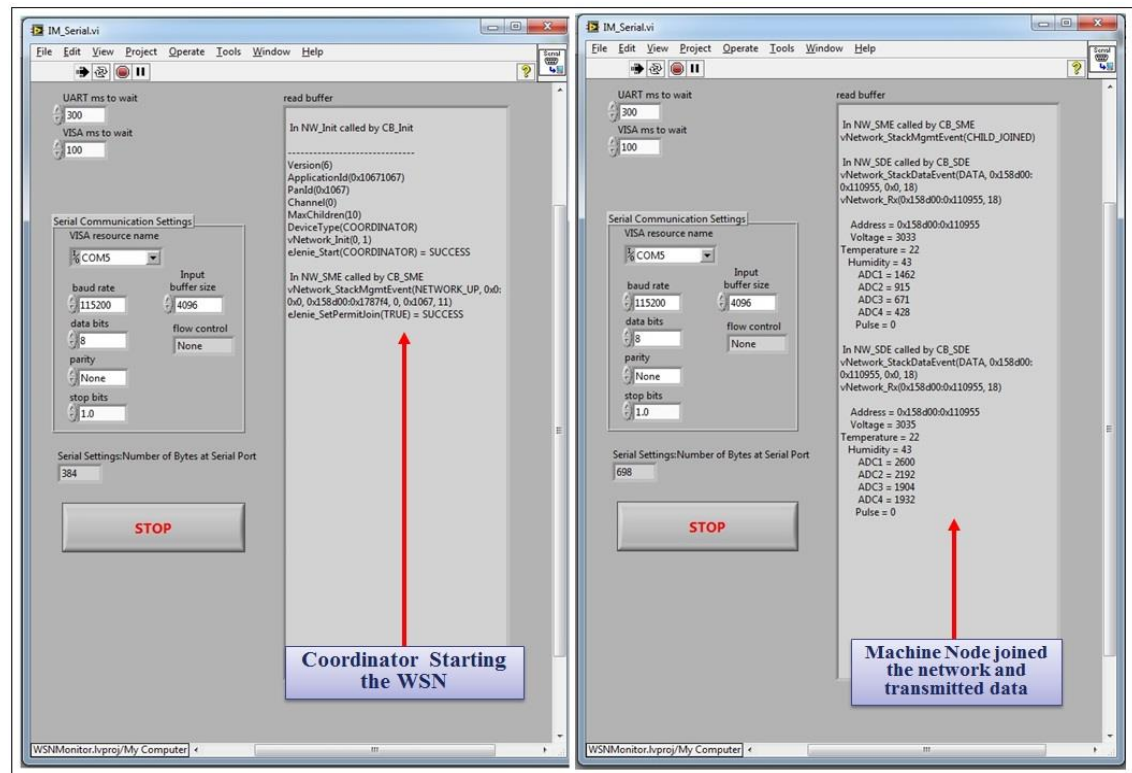 IM_Serial.vi
File Edit View Project Operate Tools Window Help
Serial
UART ms to wait
300
VISA ms to wait
100
Serial Communication Settings
VISA resource name
COM5
baud rate
115200
Input
buffer size
4096
data bits
8
flow control
None
parity
None
stop bits
1.0
Serial Settings:Number of Bytes at Serial Port
384
STOP
read buffer
In NW_Init called by CB_Init
------------------------------
Version(6)
ApplicationId(0x10671067)
PanId(0x1067)
Channel(0)
MaxChildren(10)
DeviceType(COORDINATOR)
vNetwork_Init(0, 1)
eJenie_Start(COORDINATOR) = SUCCESS
In NW_SME called by CB_SME
vNetwork_StackMgmtEvent(NETWORK_UP, 0x0:
0x0, 0x158d00:0x1787f4, 0, 0x1067, 11)
eJenie_SetPermitJoin(TRUE) = SUCCESS
Coordinator Starting
the WSN
WSNMonitor.lvproj/My Computer
IM_Serial.vi
File Edit View Project Operate Tools Window Help
Serial
UART ms to wait
300
VISA ms to wait
100
Serial Communication Settings
VISA resource name
COM5
baud rate
115200
Input
buffer size
4096
data bits
8
flow control
None
parity
None
stop bits
1.0
Serial Settings:Number of Bytes at Serial Port
698
STOP
read buffer
In NW_SME called by CB_SME
vNetwork_StackMgmtEvent(CHILD_JOINED)
In NW_SDE called by CB_SDE
vNetwork_StackDataEvent(DATA, 0x158d00:
0x110955, 0x0, 18)
vNetwork_Rx(0x158d00:0x110955, 18)
Address = 0x158d00:0x110955
Voltage = 3033
Temperature = 22
Humidity = 43
ADC1 = 1462
ADC2 = 915
ADC3 = 671
ADC4 = 428
Pulse = 0
In NW_SDE called by CB_SDE
vNetwork_StackDataEvent(DATA, 0x158d00:
0x110955, 0x0, 18)
vNetwork_Rx(0x158d00:0x110955, 18)
Address = 0x158d00:0x110955
Voltage = 3035
Temperature = 22
Humidity = 43
ADC1 = 2600
ADC2 = 2192
ADC3 = 1904
ADC4 = 1932
Pulse = 0
Machine Node joined
the network and
transmitted data
WSNMonitor.lvproj/My Computer